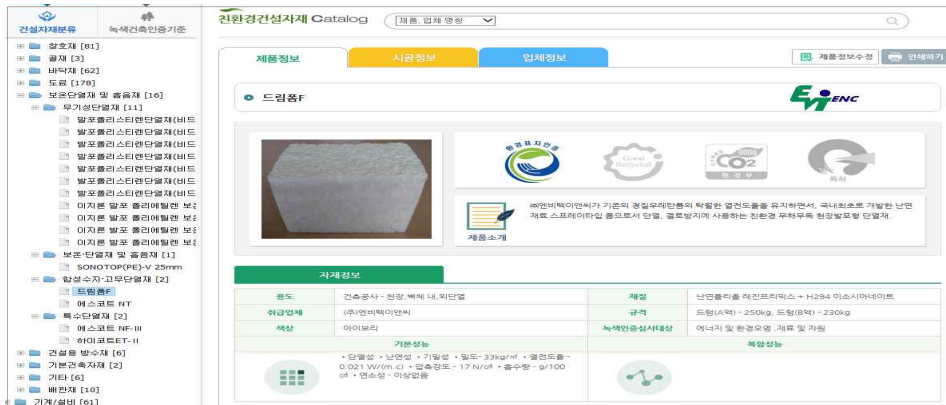 건설자재분류
녹색건축인증기준
창호재 [81]
골재 [3]
바닥재 [62]
도료 [178]
보온단열재 및 흡음재 [16]
무기성단열재 [11]
발포폴리스티렌단열재(비드
발포폴리스티렌단열재(비드
발포폴리스티렌단열재(비드
발포폴리스티렌단열재(비드
발포폴리스티렌단열재(비드
발포폴리스티렌단열재(비드
발포폴리스티렌단열재(비드
이지론 발포 폴리에틸렌 보온
이지론 발포 폴리에틸렌 보온
이지론 발포 폴리에틸렌 보온
이지론 발포 폴리에틸렌 보온
보온·단열재 및 흡음재 [1]
SONOTOP(PE)-V 25mm
합성수지·고무단열재 [2]
드림폼F
에스코트 NT
특수단열재 [2]
에스코트 NF-III
하이코트ET-II
건설용 방수재 [6]
기본건축자재 [2]
기타 [6]
배관재 [10]
기계/설비 [61]
친환경건설자재 Catalog
[제품, 업체 명칭
제품정보
시공정보
업체정보
제품정보수정
인쇄하기
드림폼F
EnVi ENC
환경표지인증
Good Recycled
000g
CO2
환경부
특허
제품소개
㈜엔비텍이앤씨가 기존의 경질우레탄폼의 탁월한 열전도율을 유지하면서, 국내최초로 개발한 난연
재료 스프레이타입 폼으로서 단열, 결로방지에 사용하는 친환경 무해무독 현장발포형 단열재.
자재정보
용도
건축공사 - 천장,벽체 내,외단열
재질
난연폴리올 레진프리믹스 + H294 이소시아네이트
취급업체
(주)엔비텍이앤씨
규격
드럼(A액) - 250kg, 드럼(B액) - 230kg
색상
아이보리
녹색인증심사대상
에너지 및 환경오염 ,재료 및 자원
기본성능
복합성능
• 단열성 • 난연성 • 기밀성 • 밀도- 33kg/㎥ • 열전도율 -
0.021 W/(m.c) • 압축강도 - 17 N/㎠ • 흡수량 - g/100
㎠ • 연소성 - 이상없음